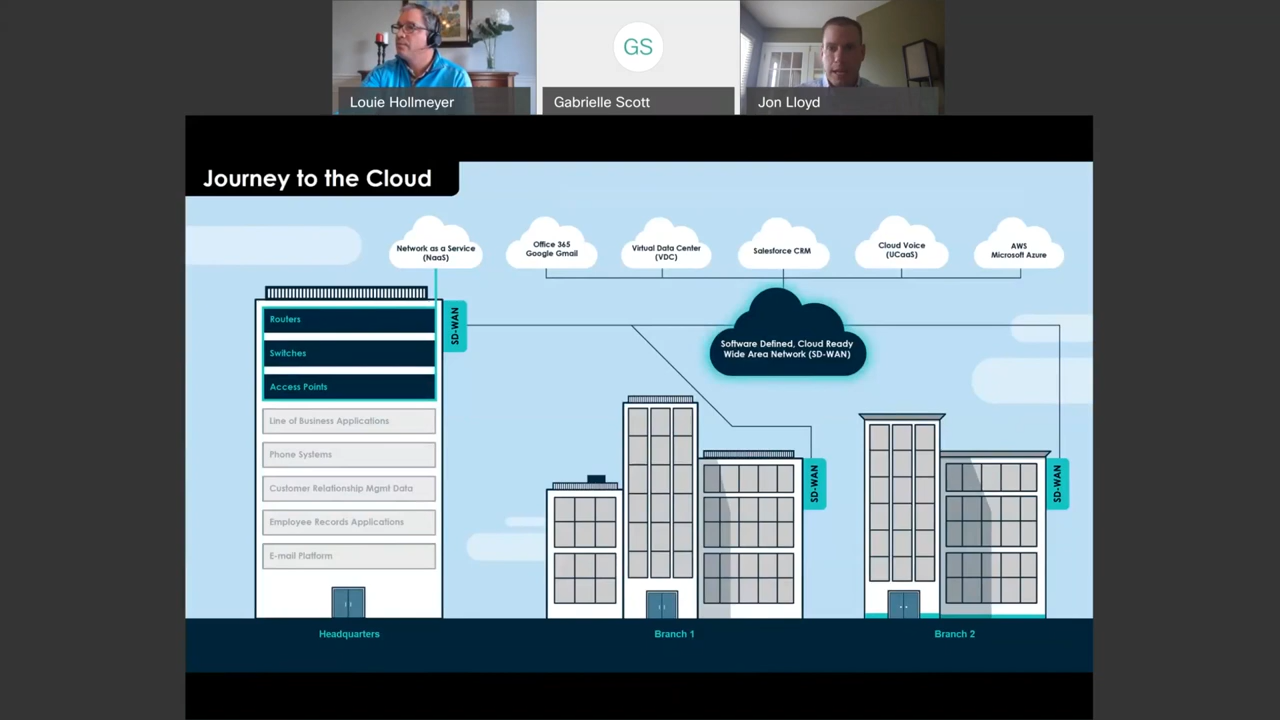 GS
Louie Hollmeyer
Gabrielle Scott
Jon Lloyd
Journey to the Cloud
Network as a Service
(NaaS)
Office 365
Google Gmail
Virtual Data Center
(VDC)
Salesforce CRM
Cloud Voice
(UCaaS)
AWS
Microsoft Azure
Routers
Switches
Access Points
Line of Business Applications
Phone Systems
Customer Relationship Mgmt Data
Employee Records Applications
E-mail Platform
SD-WAN
Software Defined, Cloud Ready
Wide Area Network (SD-WAN)
SD-WAN
SD-WAN
Headquarters
Branch 1
Branch 2